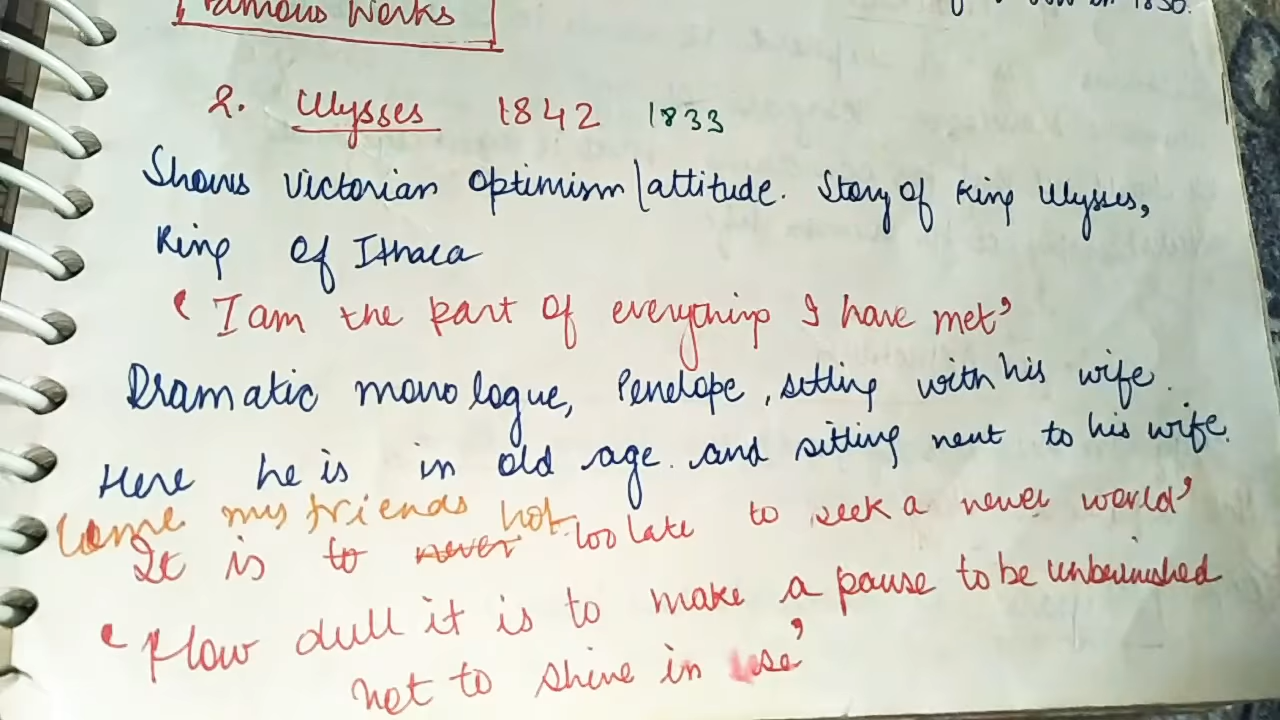 Famous Works
in 1830.
2. Ulysses 1842 1833
Shows Victorian Optimism/attitude. Story of King Ulysses,
King of Ithaca
'I am the part of everything I have met'
Dramatic monologue, Penelope, sitting with his wife.
Here he is in old age. and sitting next to his wife.
Come my friends not
It is to never too late to seek a newer world'
'How dull it is to make a pause to be unburnished
not to shine in use'